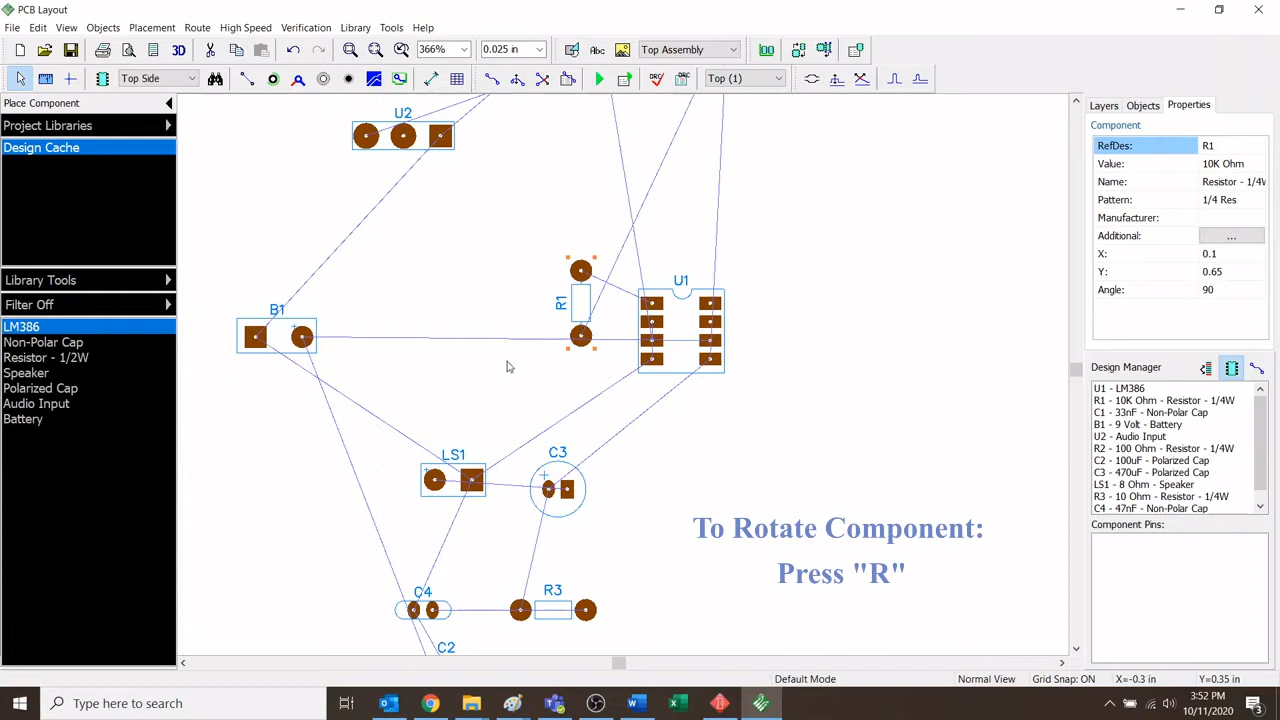 PCB Layout
File Edit View Objects Placement Route High Speed Verification Library Tools Help
3D 366% 0.025 in Abc Top Assembly
Top Side DRC Top (1)
Place Component
Project Libraries
Design Cache
Library Tools
Filter Off
LM386
Non-Polar Cap
Resistor - 1/2W
Speaker
Polarized Cap
Audio Input
Battery
U2
U1
R1
B1
+
LS1
C3
+
+
C4
R3
C2
To Rotate Component:
Press "R"
Layers Objects Properties
Component
RefDes: R1
Value: 10K Ohm
Name: Resistor - 1/4W
Pattern: 1/4 Res
Manufacturer:
Additional: ...
X: 0.1
Y: 0.65
Angle: 90
Design Manager
U1 - LM386
R1 - 10K Ohm - Resistor - 1/4W
C1 - 33nF - Non-Polar Cap
B1 - 9 Volt - Battery
U2 - Audio Input
R2 - 100 Ohm - Resistor - 1/4W
C2 - 100uF - Polarized Cap
C3 - 470uF - Polarized Cap
LS1 - 8 Ohm - Speaker
R3 - 10 Ohm - Resistor - 1/4W
C4 - 47nF - Non-Polar Cap
Component Pins:
Default Mode Normal View Grid Snap: ON X=-0.3 in Y=0.35 in
Type here to search
3:52 PM
10/11/2020
3